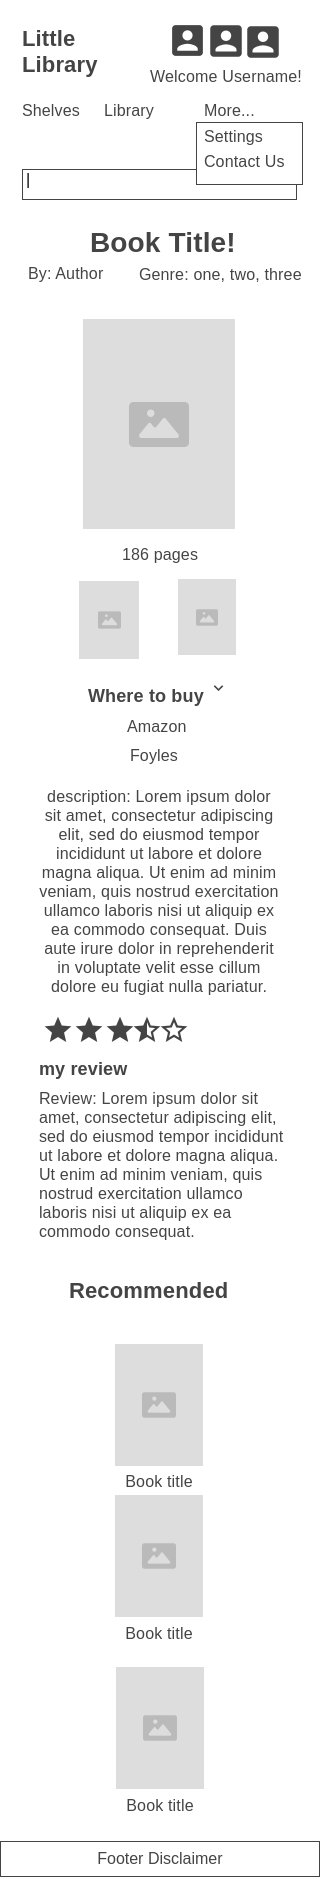 Little
Library
Welcome Username!
Shelves Library More...
Settings
Contact Us
Book Title!
By: Author Genre: one, two, three
186 pages
Where to buy
Amazon
Foyles
description: Lorem ipsum dolor
sit amet, consectetur adipiscing
elit, sed do eiusmod tempor
incididunt ut labore et dolore
magna aliqua. Ut enim ad minim
veniam, quis nostrud exercitation
ullamco laboris nisi ut aliquip ex
ea commodo consequat. Duis
aute irure dolor in reprehenderit
in voluptate velit esse cillum
dolore eu fugiat nulla pariatur.
my review
Review: Lorem ipsum dolor sit
amet, consectetur adipiscing elit,
sed do eiusmod tempor incididunt
ut labore et dolore magna aliqua.
Ut enim ad minim veniam, quis
nostrud exercitation ullamco
laboris nisi ut aliquip ex ea
commodo consequat.
Recommended
Book title
Book title
Book title
Footer Disclaimer